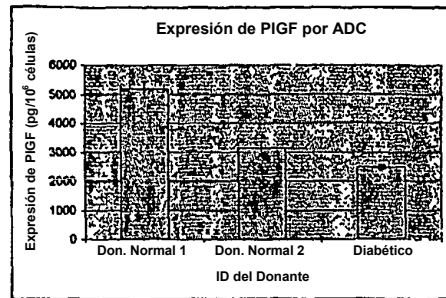 Expresión de PIGF por ADC
Expresión de PIGF (pg/10⁶ células)
6000
5000
4000
3000
2000
1000
0
Don. Normal 1
Don. Normal 2
Diabético
ID del Donante